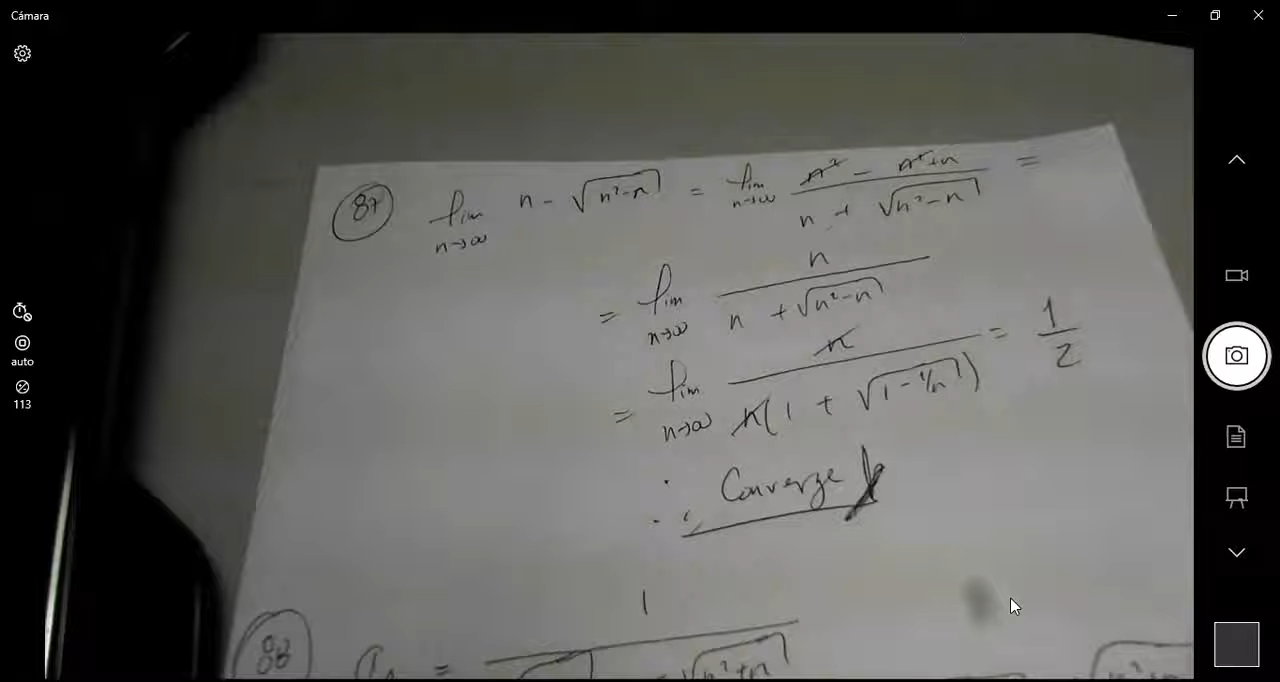 Cámara
87 lim n→∞ n - √(n²-n) = lim n→∞ (n² - n²+n)/(n + √(n²-n)) =
= lim n→∞ n/(n + √(n²-n))
= lim n→∞ n/(n(1 + √(1-1/n))) = 1/2
auto
113
∴ Converge
88 = 1
√(n²+n)